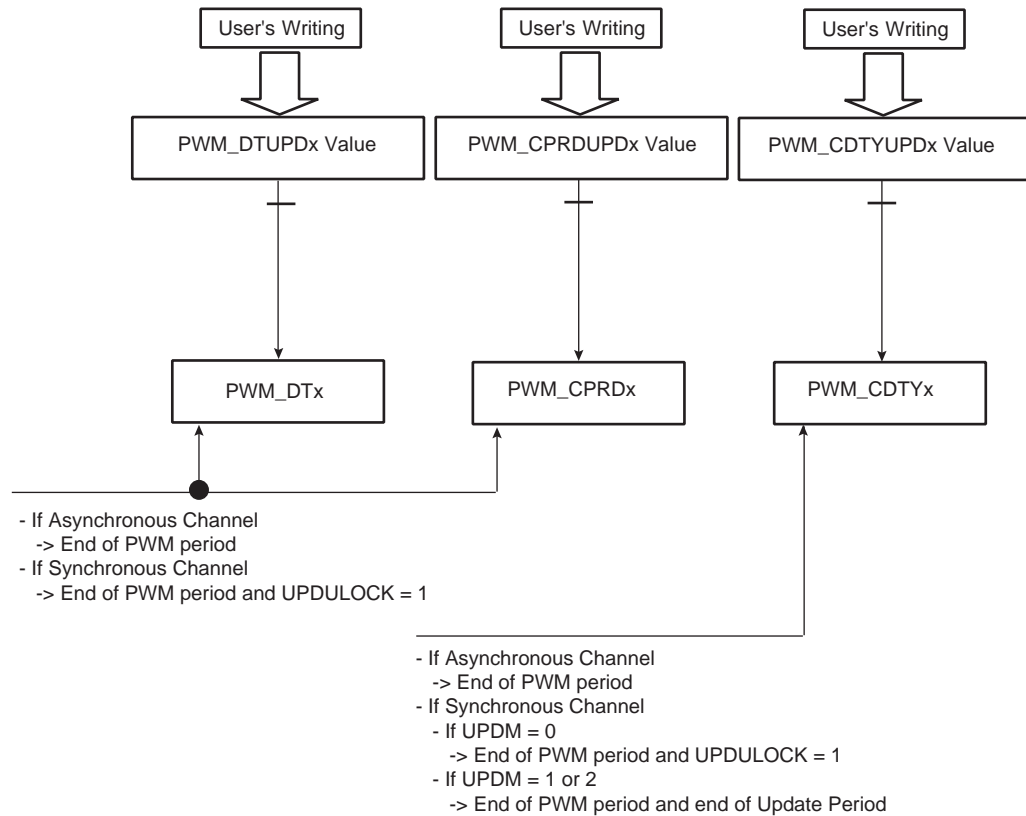 User's Writing
User's Writing
User's Writing
PWM_DTUPDx Value
PWM_CPRDUPDx Value
PWM_CDTYUPDx Value
PWM_DTx
PWM_CPRDx
PWM_CDTYx
- If Asynchronous Channel
-> End of PWM period
- If Synchronous Channel
-> End of PWM period and UPDULOCK = 1
- If Asynchronous Channel
-> End of PWM period
- If Synchronous Channel
- If UPDM = 0
-> End of PWM period and UPDULOCK = 1
- If UPDM = 1 or 2
-> End of PWM period and end of Update Period